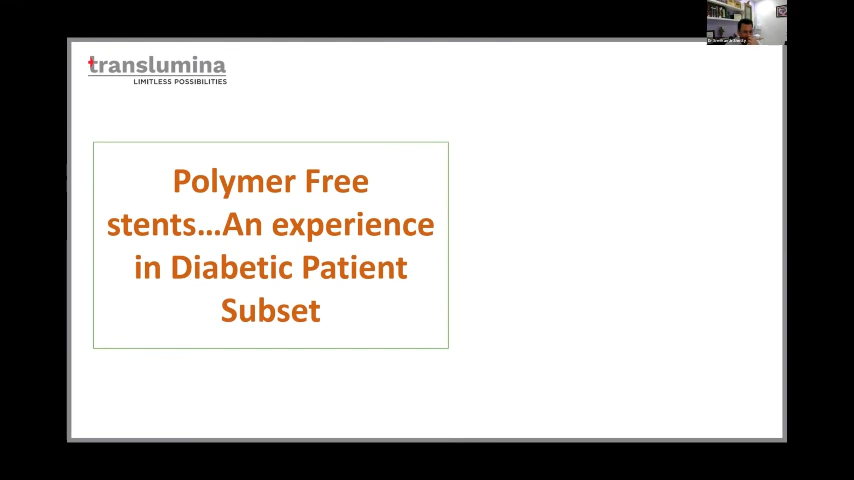 translumina
LIMITLESS POSSIBILITIES
Polymer Free
stents...An experience
in Diabetic Patient
Subset